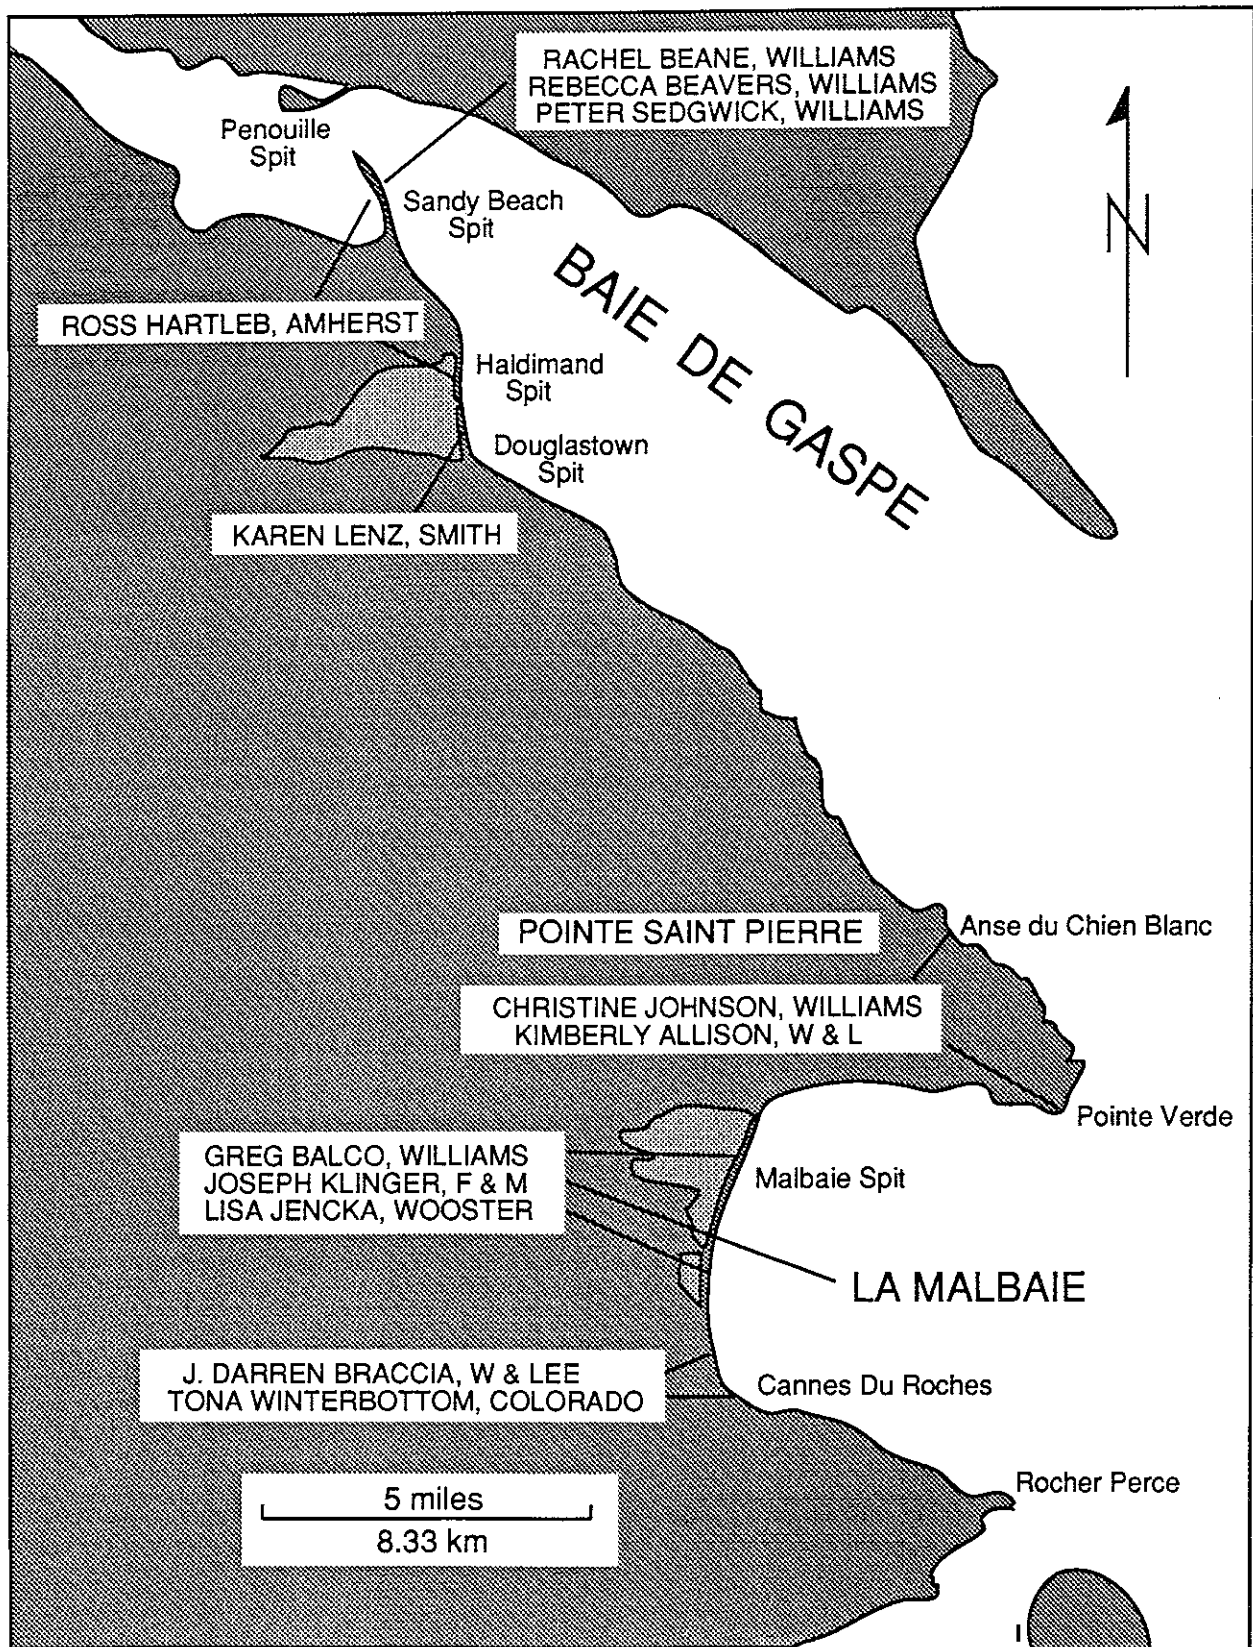 RACHEL BEANE, WILLIAMS
REBECCA BEAVERS, WILLIAMS
PETER SEDGWICK, WILLIAMS
Penouille
Spit
Sandy Beach
Spit
N
BAIE DE GASPE
ROSS HARTLEB, AMHERST
Haldimand
Spit
Douglastown
Spit
KAREN LENZ, SMITH
POINTE SAINT PIERRE
Anse du Chien Blanc
CHRISTINE JOHNSON, WILLIAMS
KIMBERLY ALLISON, W & L
Pointe Verde
GREG BALCO, WILLIAMS
JOSEPH KLINGER, F & M
LISA JENCKA, WOOSTER
Malbaie Spit
LA MALBAIE
J. DARREN BRACCIA, W & LEE
TONA WINTERBOTTOM, COLORADO
Cannes Du Roches
Rocher Perce
5 miles
8.33 km